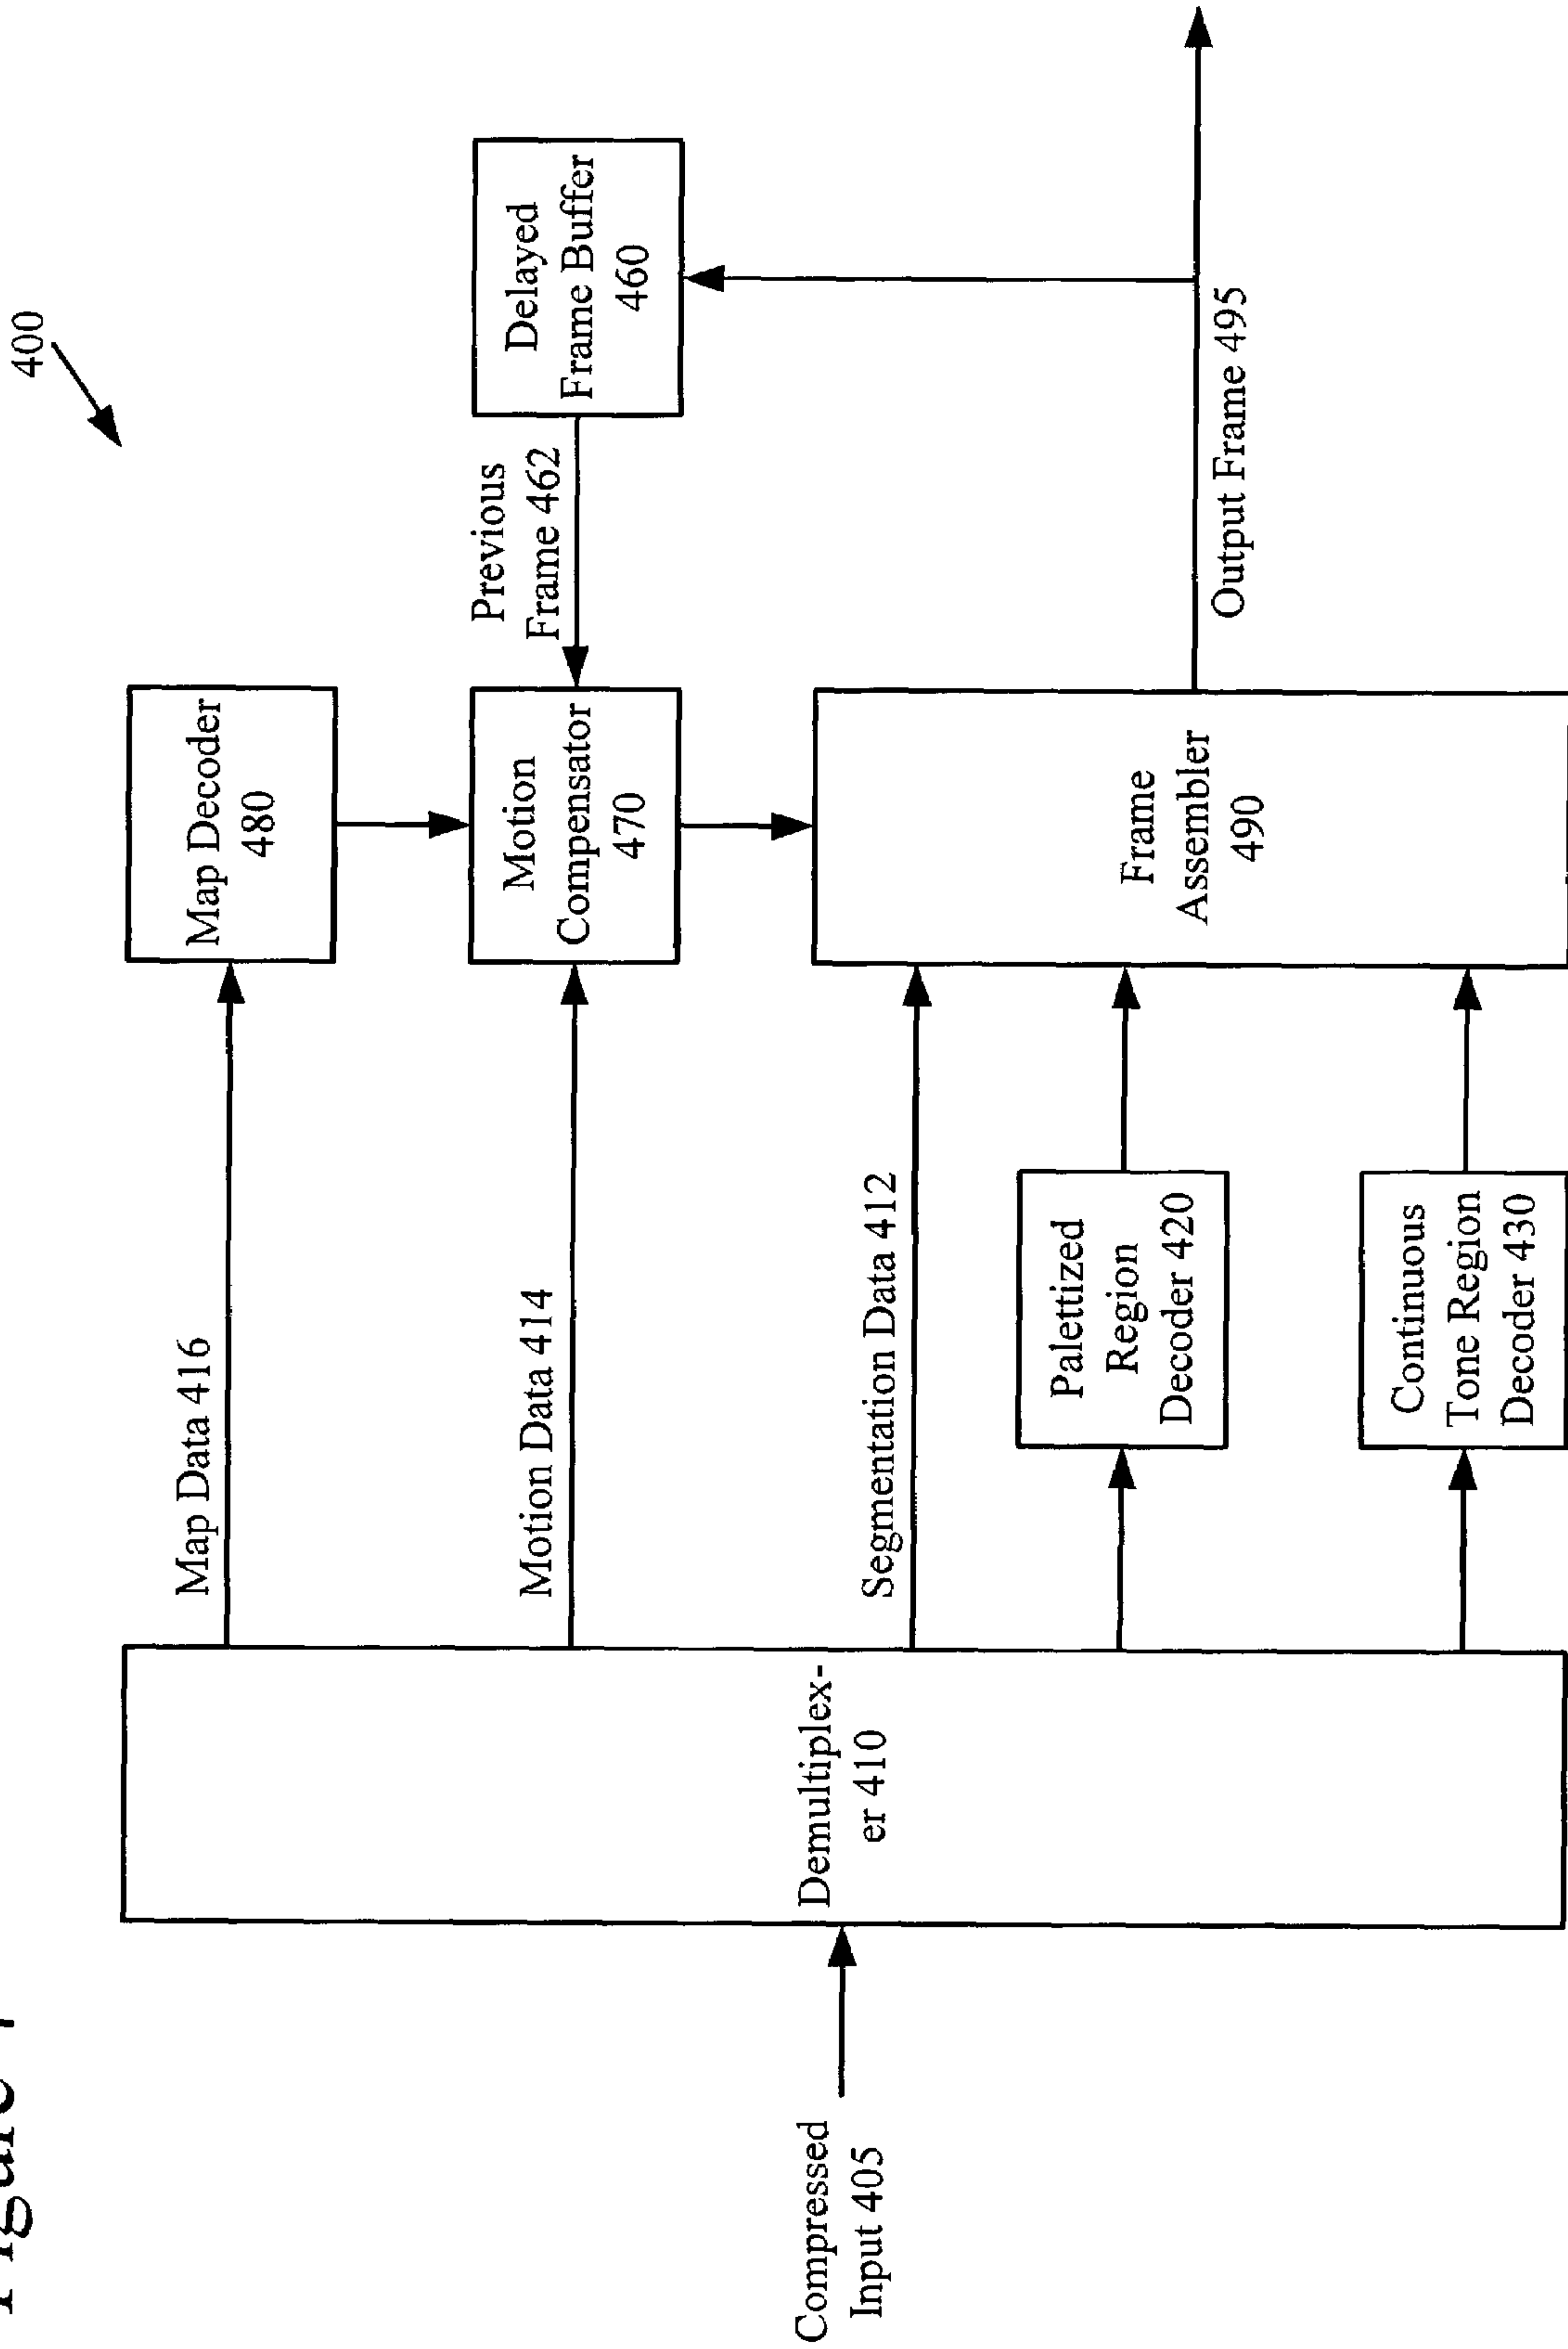 400
Map Data 416
Map Decoder
480
Motion Data 414
Motion
Compensator
470
Previous
Frame 462
Delayed
Frame Buffer
460
Segmentation Data 412
Compressed
Input 405
Demultiplex-
er 410
Palettized
Region
Decoder 420
Continuous
Tone Region
Decoder 430
Frame
Assembler
490
Output Frame 495